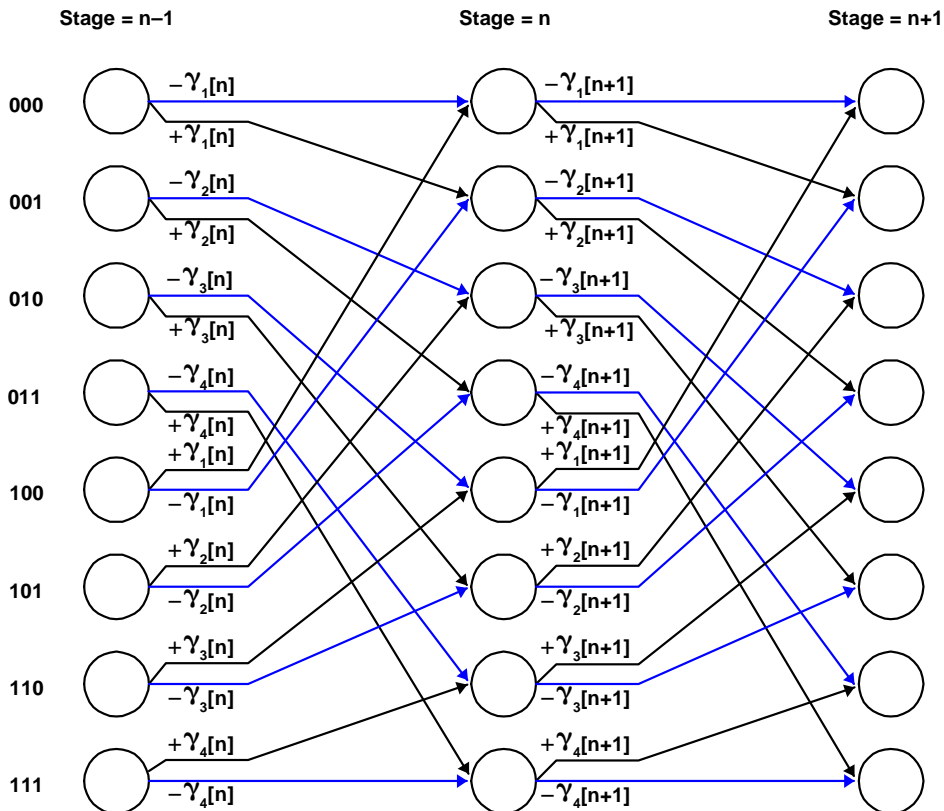 Stage = n–1 Stage = n Stage = n+1
−γ₁[n] −γ₁[n+1]
000
+γ₁[n] +γ₁[n+1]
−γ₂[n] −γ₂[n+1]
001
+γ₂[n] +γ₂[n+1]
−γ₃[n] −γ₃[n+1]
010
+γ₃[n] +γ₃[n+1]
−γ₄[n] −γ₄[n+1]
011
+γ₄[n] +γ₄[n+1]
+γ₁[n] +γ₁[n+1]
100
−γ₁[n] −γ₁[n+1]
+γ₂[n] +γ₂[n+1]
101
−γ₂[n] −γ₂[n+1]
+γ₃[n] +γ₃[n+1]
110
−γ₃[n] −γ₃[n+1]
+γ₄[n] +γ₄[n+1]
111
−γ₄[n] −γ₄[n+1]